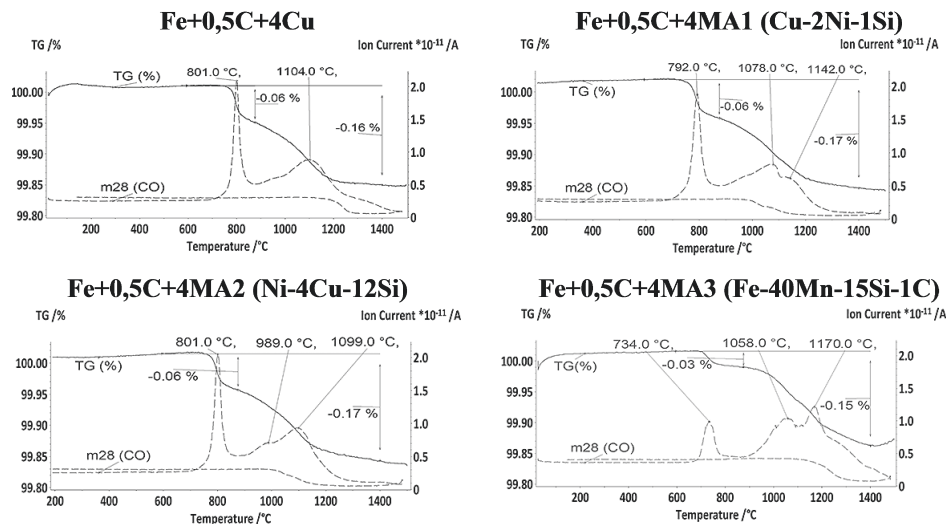 Fe+0,5C+4Cu
TG /%
Ion Current *10⁻¹¹ /A
TG (%)
801.0 °C,
1104.0 °C,
-0.06 %
-0.16 %
m28 (CO)
100.00
99.95
99.90
99.85
99.80
2.0
1.5
1.0
0.5
0
200 400 600 800 1000 1200 1400
Temperature /°C
Fe+0,5C+4MA1 (Cu-2Ni-1Si)
TG /%
Ion Current *10⁻¹¹ /A
792.0 °C,
1078.0 °C,
1142.0°C,
TG(%)
-0.06 %
-0.17 %
m28 (CO)
100.00
99.95
99.90
99.85
99.80
2.0
1.5
1.0
0.5
0
200 400 600 800 1000 1200 1400
Temperature /°C
Fe+0,5C+4MA2 (Ni-4Cu-12Si)
TG /%
Ion Current *10⁻¹¹ /A
801.0 °C,
989.0 °C,
1099.0 °C,
TG (%)
-0.06 %
-0.17 %
m28 (CO)
100.00
99.95
99.90
99.85
99.80
2.0
1.5
1.0
0.5
0
200 400 600 800 1000 1200 1400
Temperature /°C
Fe+0,5C+4MA3 (Fe-40Mn-15Si-1C)
TG /%
Ion Current *10⁻¹¹ /A
734.0 °C,
1058.0 °C,
1170.0 °C,
TG(%)
-0.03 %
-0.15 %
m28 (CO)
100.00
99.95
99.90
99.85
99.80
2.0
1.5
1.0
0.5
0
200 400 600 800 1000 1200 1400
Temperature /°C